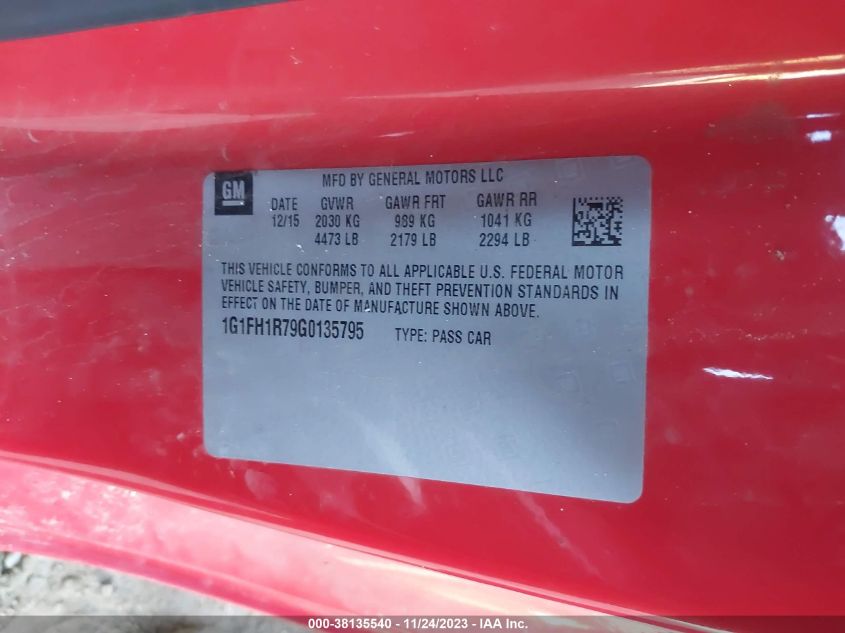 GM
MFD BY GENERAL MOTORS LLC
DATE GVWR GAWR FRT GAWR RR
12/15 2030 KG 989 KG 1041 KG
4473 LB 2179 LB 2294 LB
THIS VEHICLE CONFORMS TO ALL APPLICABLE U.S. FEDERAL MOTOR
VEHICLE SAFETY, BUMPER, AND THEFT PREVENTION STANDARDS IN
EFFECT ON THE DATE OF MANUFACTURE SHOWN ABOVE.
1G1FH1R79G0135795 TYPE: PASS CAR
000-38135540 - 11/24/2023 - IAA Inc.